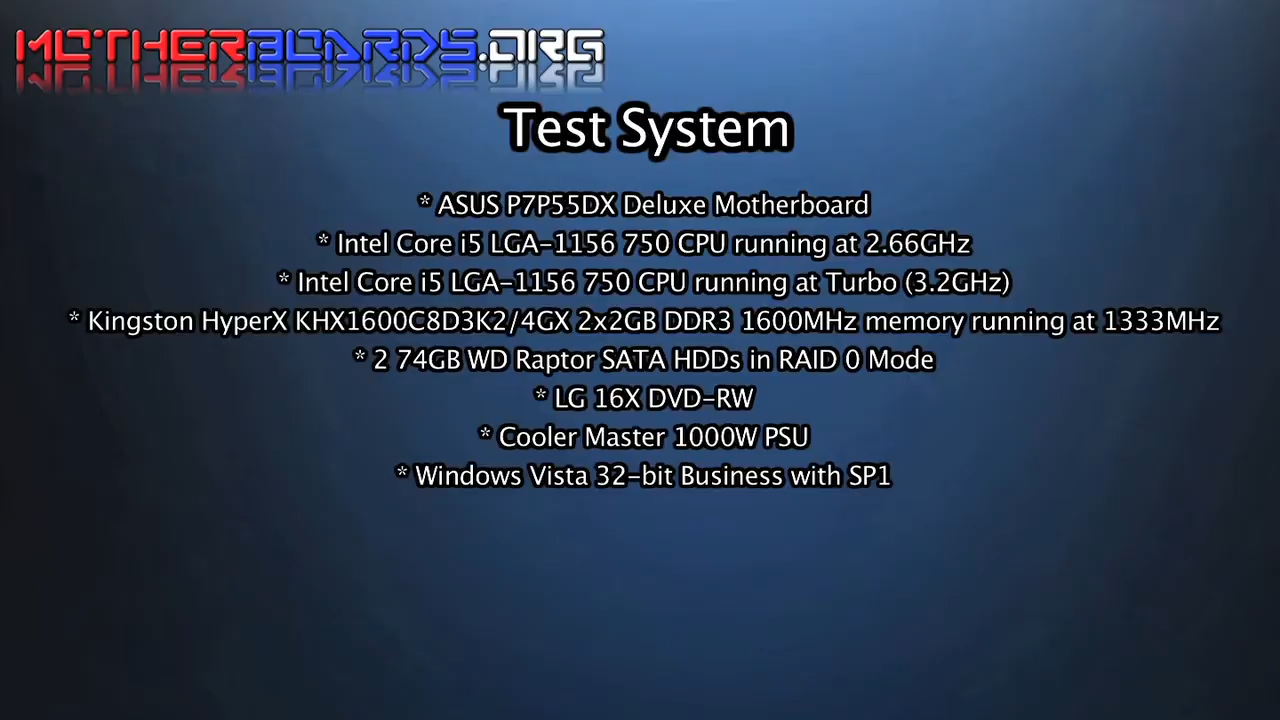 MOTHERBOARDS.ORG
Test System
* ASUS P7P55DX Deluxe Motherboard
* Intel Core i5 LGA-1156 750 CPU running at 2.66GHz
* Intel Core i5 LGA-1156 750 CPU running at Turbo (3.2GHz)
* Kingston HyperX KHX1600C8D3K2/4GX 2x2GB DDR3 1600MHz memory running at 1333MHz
* 2 74GB WD Raptor SATA HDDs in RAID 0 Mode
* LG 16X DVD-RW
* Cooler Master 1000W PSU
* Windows Vista 32-bit Business with SP1